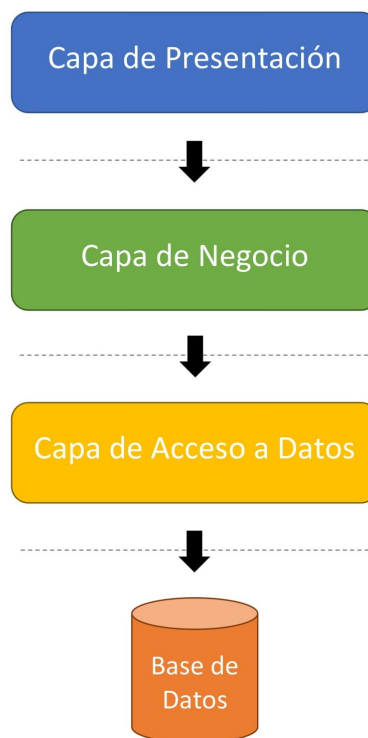 Capa de Presentación
Capa de Negocio
Capa de Acceso a Datos
Base de
Datos